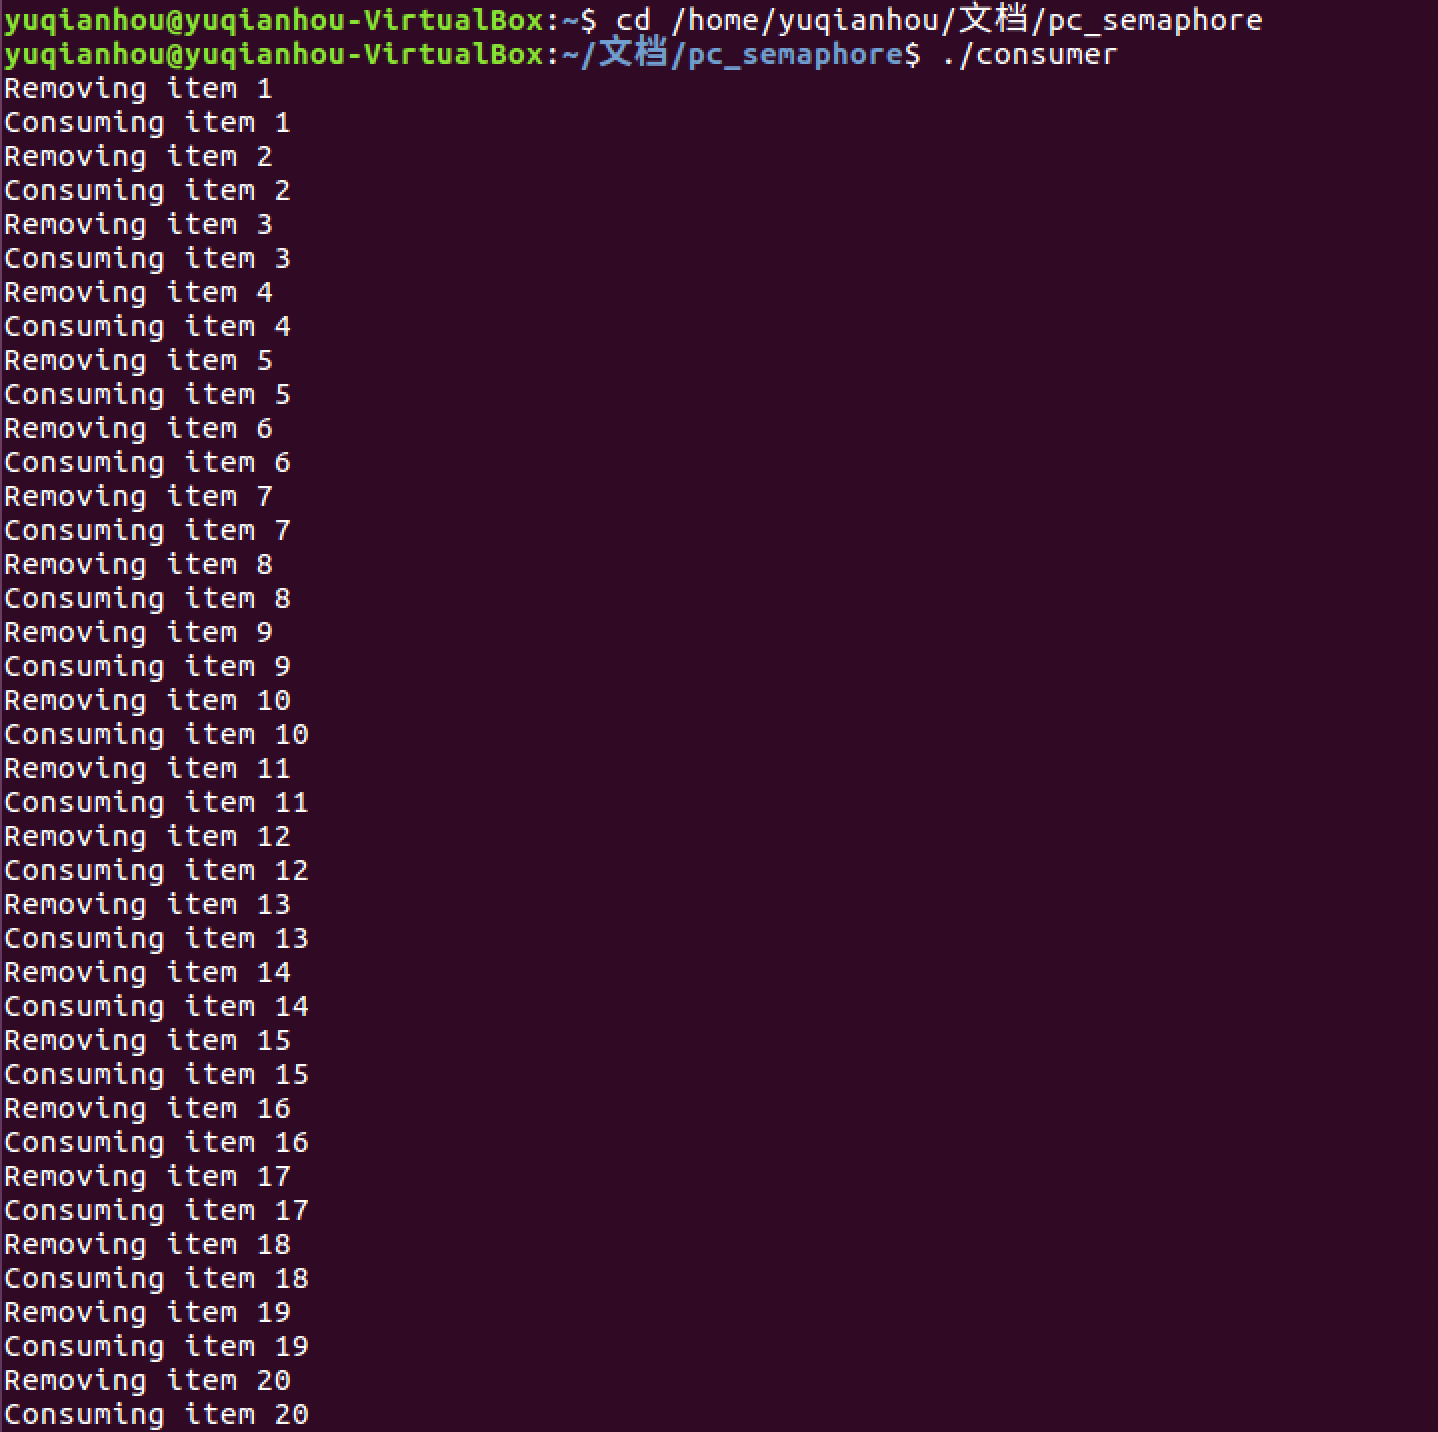 yuqianhou@yuqianhou-VirtualBox:~$ cd /home/yuqianhou/文档/pc_semaphore
yuqianhou@yuqianhou-VirtualBox:~/文档/pc_semaphore$ ./consumer
Removing item 1
Consuming item 1
Removing item 2
Consuming item 2
Removing item 3
Consuming item 3
Removing item 4
Consuming item 4
Removing item 5
Consuming item 5
Removing item 6
Consuming item 6
Removing item 7
Consuming item 7
Removing item 8
Consuming item 8
Removing item 9
Consuming item 9
Removing item 10
Consuming item 10
Removing item 11
Consuming item 11
Removing item 12
Consuming item 12
Removing item 13
Consuming item 13
Removing item 14
Consuming item 14
Removing item 15
Consuming item 15
Removing item 16
Consuming item 16
Removing item 17
Consuming item 17
Removing item 18
Consuming item 18
Removing item 19
Consuming item 19
Removing item 20
Consuming item 20